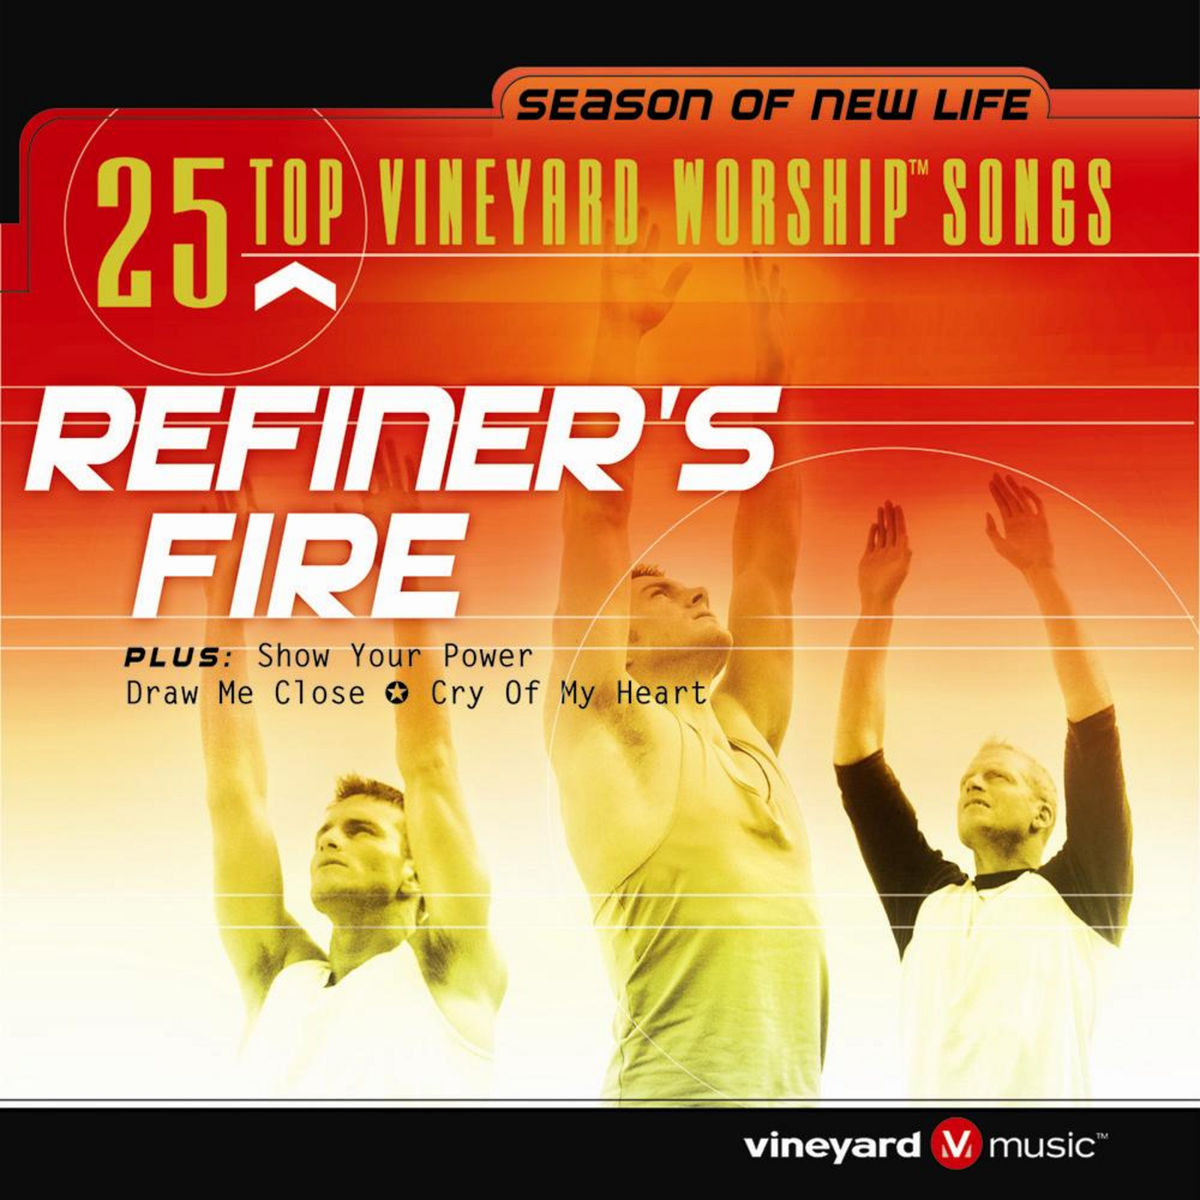 SEASON OF NEW LIFE
25 TOP VINEYARD WORSHIP™ SONGS
REFINER'S
FIRE
PLUS: Show Your Power
Draw Me Close ✪ Cry Of My Heart
vineyard V music™